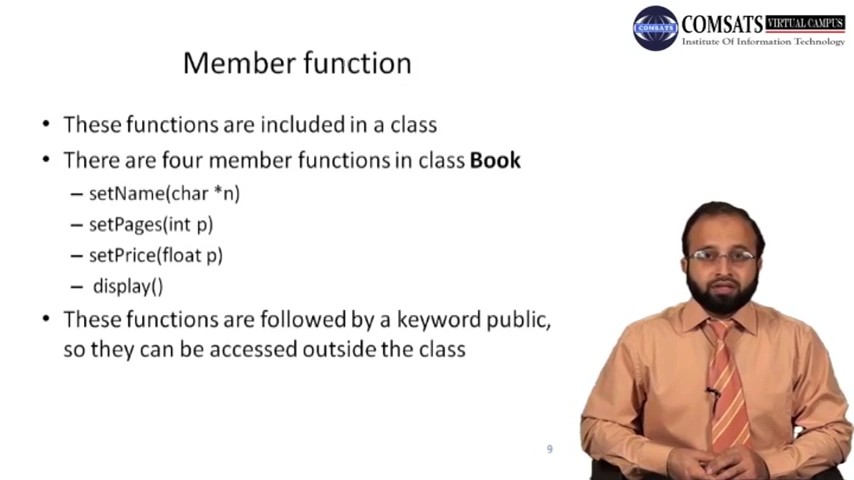 COMSATS VIRTUAL CAMPUS
Institute Of Information Technology
COMSATS
Member function
• These functions are included in a class
• There are four member functions in class Book
– setName(char *n)
– setPages(int p)
– setPrice(float p)
– display()
• These functions are followed by a keyword public,
so they can be accessed outside the class
9